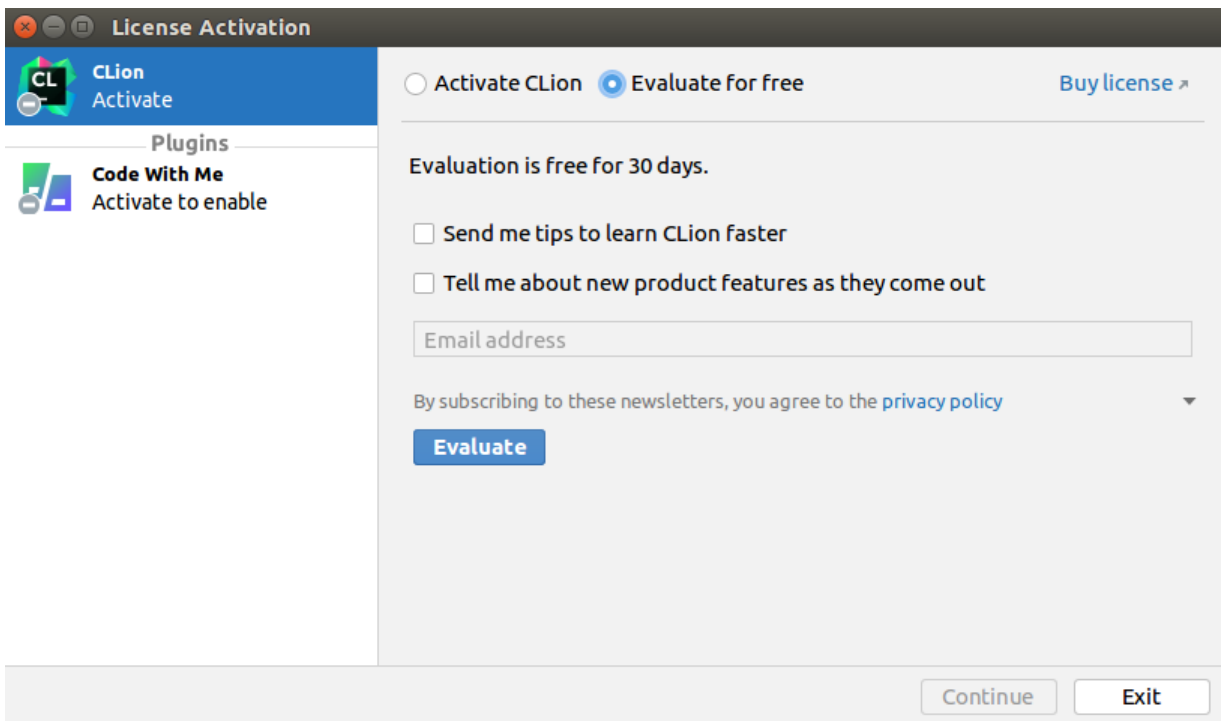 License Activation
CL
CLion
Activate
Plugins
Code With Me
Activate to enable
Activate CLion Evaluate for free Buy license
Evaluation is free for 30 days.
Send me tips to learn CLion faster
Tell me about new product features as they come out
Email address
By subscribing to these newsletters, you agree to the privacy policy
Evaluate
Continue Exit